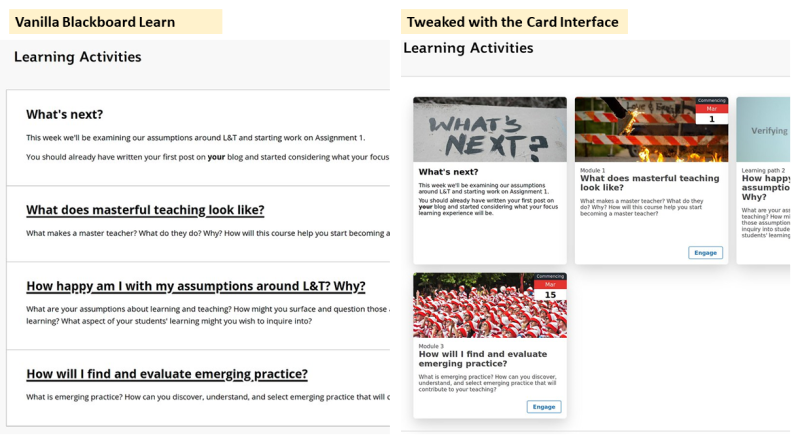 Vanilla Blackboard Learn
Learning Activities
What's next?
This week we'll be examining our assumptions around L&T and starting work on Assignment 1.
You should already have written your first post on your blog and started considering what your focus
What does masterful teaching look like?
What makes a master teacher? What do they do? Why? How will this course help you start becoming a
How happy am I with my assumptions around L&T? Why?
What are your assumptions about learning and teaching? How might you surface and question those
learning? What aspect of your students' learning might you wish to inquire into?
How will I find and evaluate emerging practice?
What is emerging practice? How can you discover, understand, and select emerging practice that will
Tweaked with the Card Interface
Learning Activities
WHAT'S
NEXT?
What's next?
This week we'll be examining our assumptions
around L&T and starting work on Assignment 1.
You should already have written your first post on
your blog and started considering what your focus
learning experience will be.
Commencing
Mar
1
Module 1
What does masterful teaching
look like?
What makes a master teacher? What do they
do? Why? How will this course help you start
becoming a master teacher?
Engage
Verifying
Learning path 2
How happy
assumptio
Why?
What are your ass
teaching? How mi
those assumption
inquiry into stude
students' learning
Commencing
Mar
15
Module 3
How will I find and evaluate
emerging practice?
What is emerging practice? How can you discover,
understand, and select emerging practice that will
contribute to your teaching?
Engage